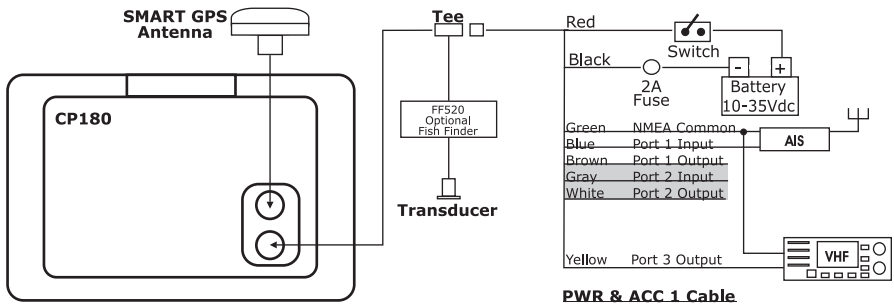 SMART GPS
Antenna
Tee
Red
Switch
Black
2A
Fuse
- +
Battery
10-35Vdc
CP180
FF520
Optional
Fish Finder
Transducer
Green NMEA Common
Blue Port 1 Input
Brown Port 1 Output
Gray Port 2 Input
White Port 2 Output
AIS
Yellow Port 3 Output
VHF
PWR & ACC 1 Cable